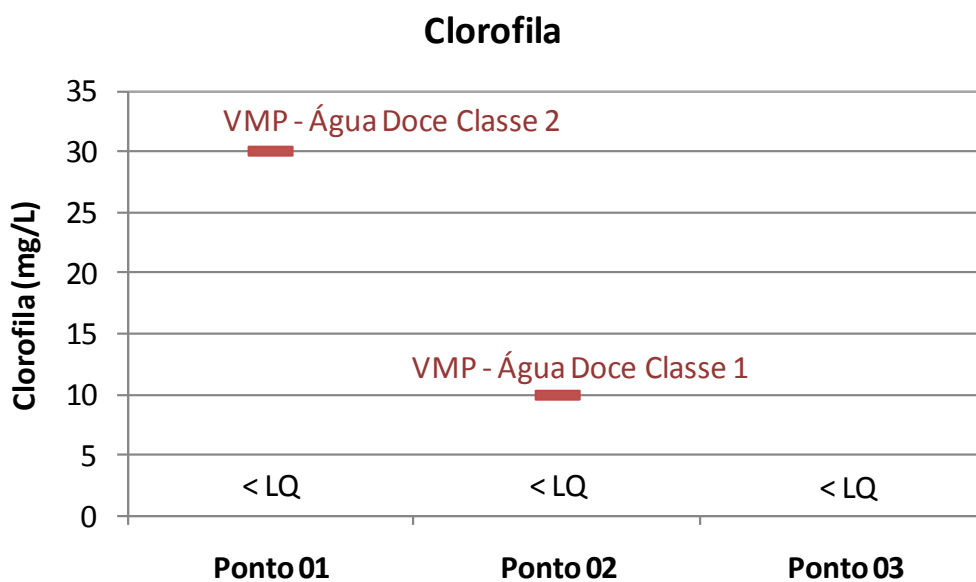 Clorofila
Clorofila (mg/L)
35
30
25
20
15
10
5
0
VMP - Água Doce Classe 2
VMP - Água Doce Classe 1
< LQ
< LQ
< LQ
Ponto 01
Ponto 02
Ponto 03